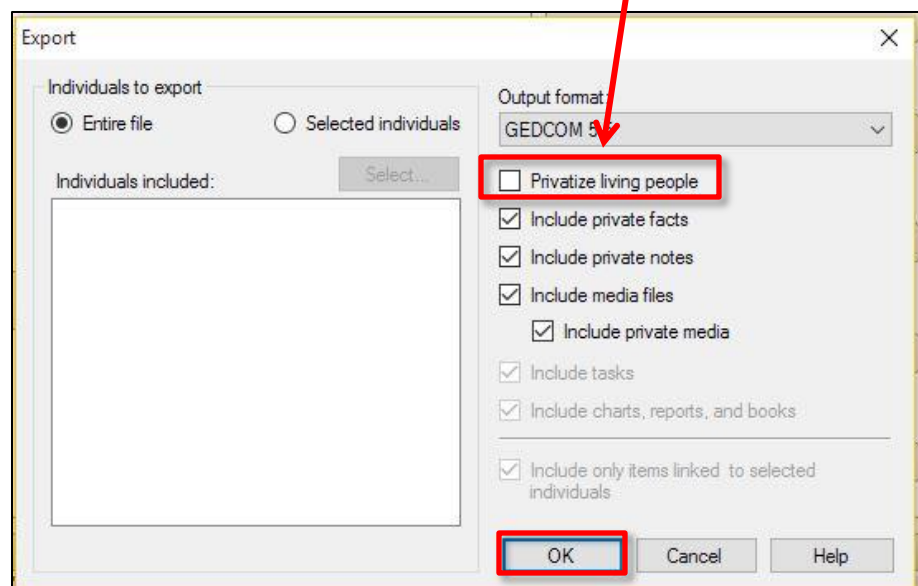 Export
Individuals to export
Entire file
Selected individuals
Individuals included:
Select...
Output format:
GEDCOM
Privatize living people
Include private facts
Include private notes
Include media files
Include private media
Include tasks
Include charts, reports, and books
Include only items linked to selected
individuals
OK
Cancel
Help